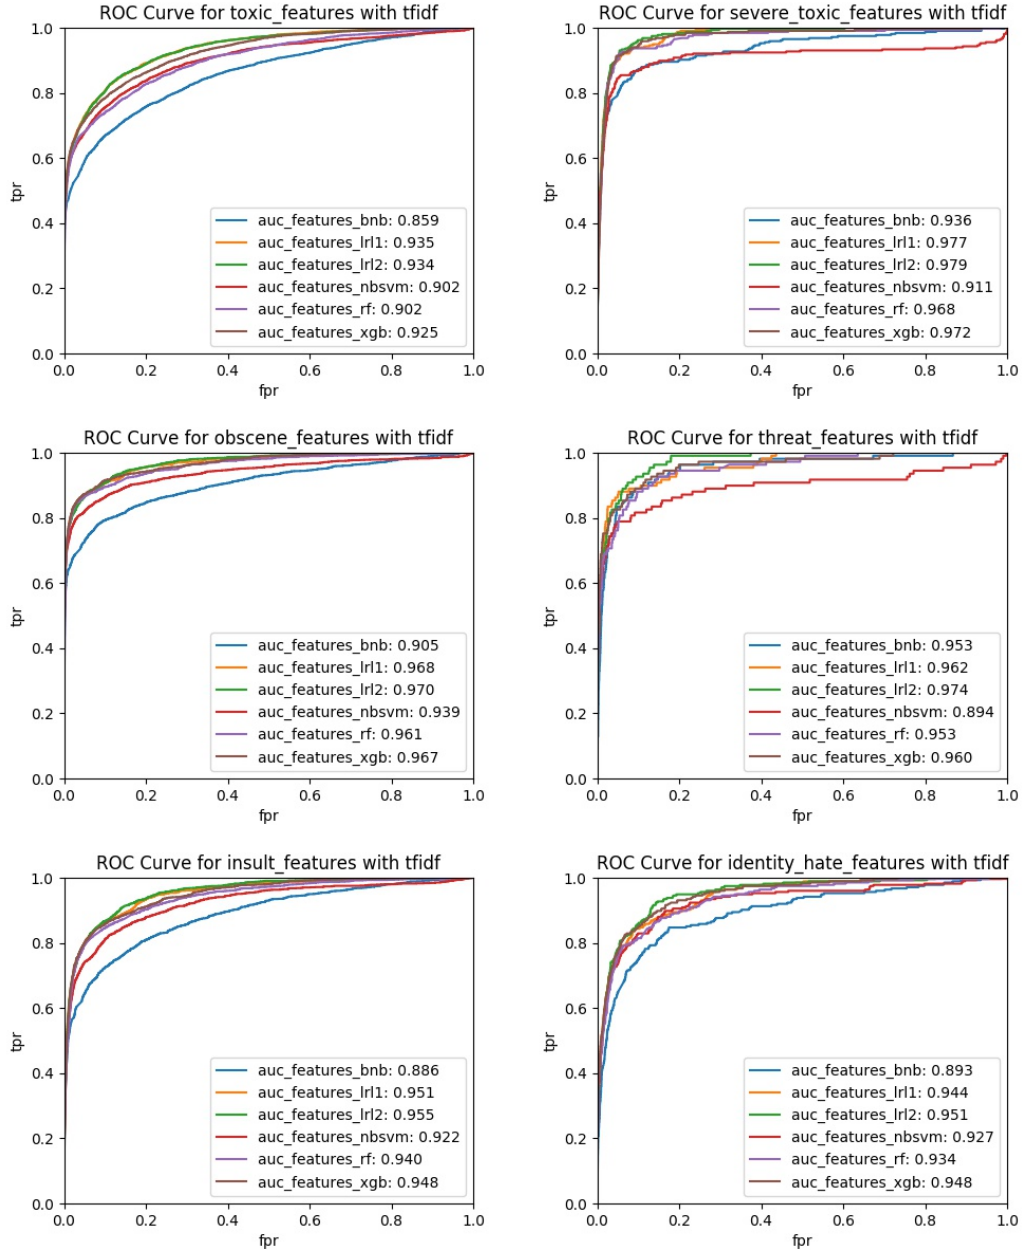 ROC Curve for toxic_features with tfidf
1.0
0.8
0.6
0.4
0.2
0.0
tpr
auc_features_bnb: 0.859
auc_features_lrl1: 0.935
auc_features_lrl2: 0.934
auc_features_nbsvm: 0.902
auc_features_rf: 0.902
auc_features_xgb: 0.925
0.0 0.2 0.4 0.6 0.8 1.0
fpr
ROC Curve for severe_toxic_features with tfidf
1.0
0.8
0.6
0.4
0.2
0.0
tpr
auc_features_bnb: 0.936
auc_features_lrl1: 0.977
auc_features_lrl2: 0.979
auc_features_nbsvm: 0.911
auc_features_rf: 0.968
auc_features_xgb: 0.972
0.0 0.2 0.4 0.6 0.8 1.0
fpr
ROC Curve for obscene_features with tfidf
1.0
0.8
0.6
0.4
0.2
0.0
tpr
auc_features_bnb: 0.905
auc_features_lrl1: 0.968
auc_features_lrl2: 0.970
auc_features_nbsvm: 0.939
auc_features_rf: 0.961
auc_features_xgb: 0.967
0.0 0.2 0.4 0.6 0.8 1.0
fpr
ROC Curve for threat_features with tfidf
1.0
0.8
0.6
0.4
0.2
0.0
tpr
auc_features_bnb: 0.953
auc_features_lrl1: 0.962
auc_features_lrl2: 0.974
auc_features_nbsvm: 0.894
auc_features_rf: 0.953
auc_features_xgb: 0.960
0.0 0.2 0.4 0.6 0.8 1.0
fpr
ROC Curve for insult_features with tfidf
1.0
0.8
0.6
0.4
0.2
0.0
tpr
auc_features_bnb: 0.886
auc_features_lrl1: 0.951
auc_features_lrl2: 0.955
auc_features_nbsvm: 0.922
auc_features_rf: 0.940
auc_features_xgb: 0.948
0.0 0.2 0.4 0.6 0.8 1.0
fpr
ROC Curve for identity_hate_features with tfidf
1.0
0.8
0.6
0.4
0.2
0.0
tpr
auc_features_bnb: 0.893
auc_features_lrl1: 0.944
auc_features_lrl2: 0.951
auc_features_nbsvm: 0.927
auc_features_rf: 0.934
auc_features_xgb: 0.948
0.0 0.2 0.4 0.6 0.8 1.0
fpr